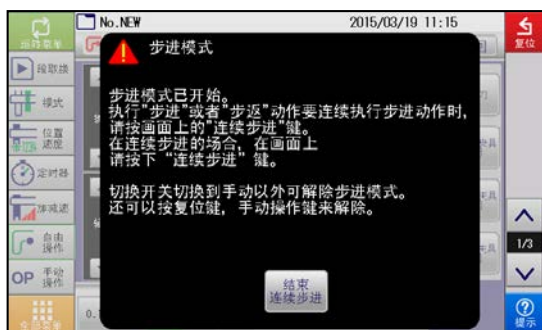 No.NEW
2015/03/19 11:15
复位
步进模式
步进模式已开始。
执行"步进"或者"步返"动作要连续执行步进动作时,
请按画面上的"连续步进"键。
在连续步进的场合，在画面上
请按下“连续步进”键。
切换开关切换到手动以外可解除步进模式。
还可以按复位键，手动操作键来解除。
结束
连续步进
模式
位置
速度
定时器
加减速
自由
操作
OP 手动
操作
1/3
提示